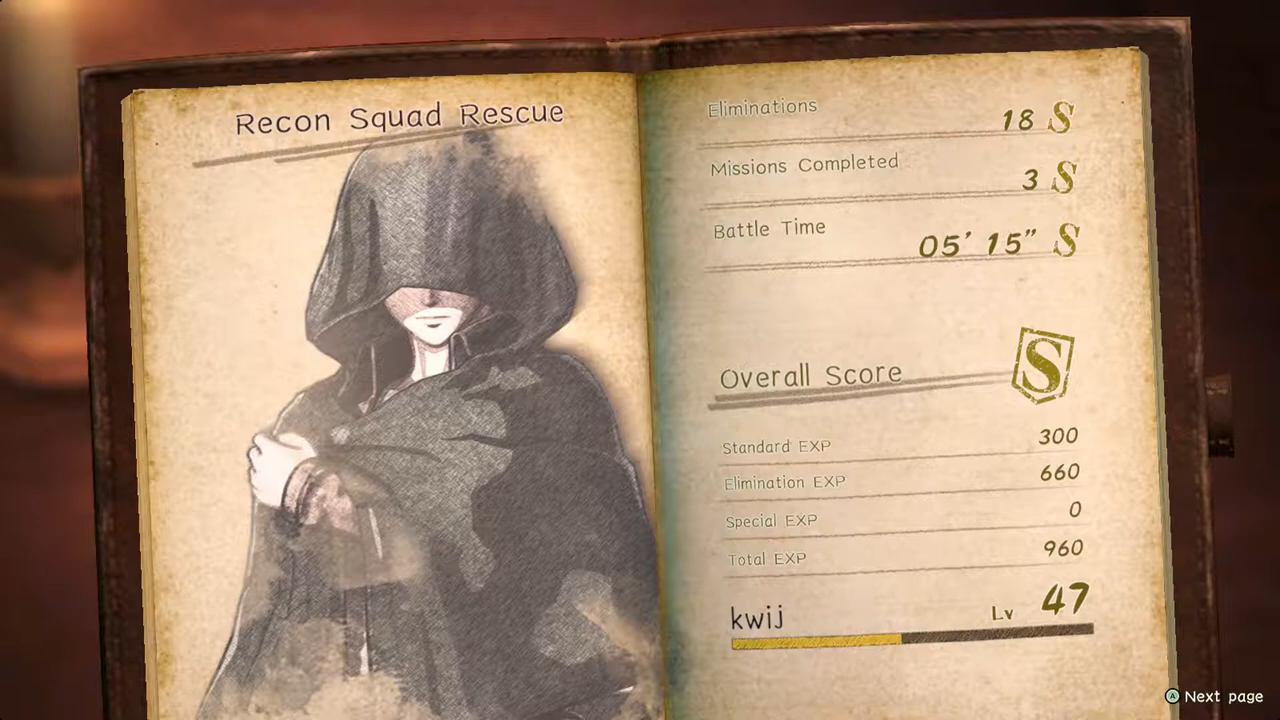 Recon Squad Rescue
Eliminations 18 S
Missions Completed 3 S
Battle Time 05' 15" S
Overall Score S
Standard EXP 300
Elimination EXP 660
Special EXP 0
Total EXP 960
kwij Lv 47
A Next page